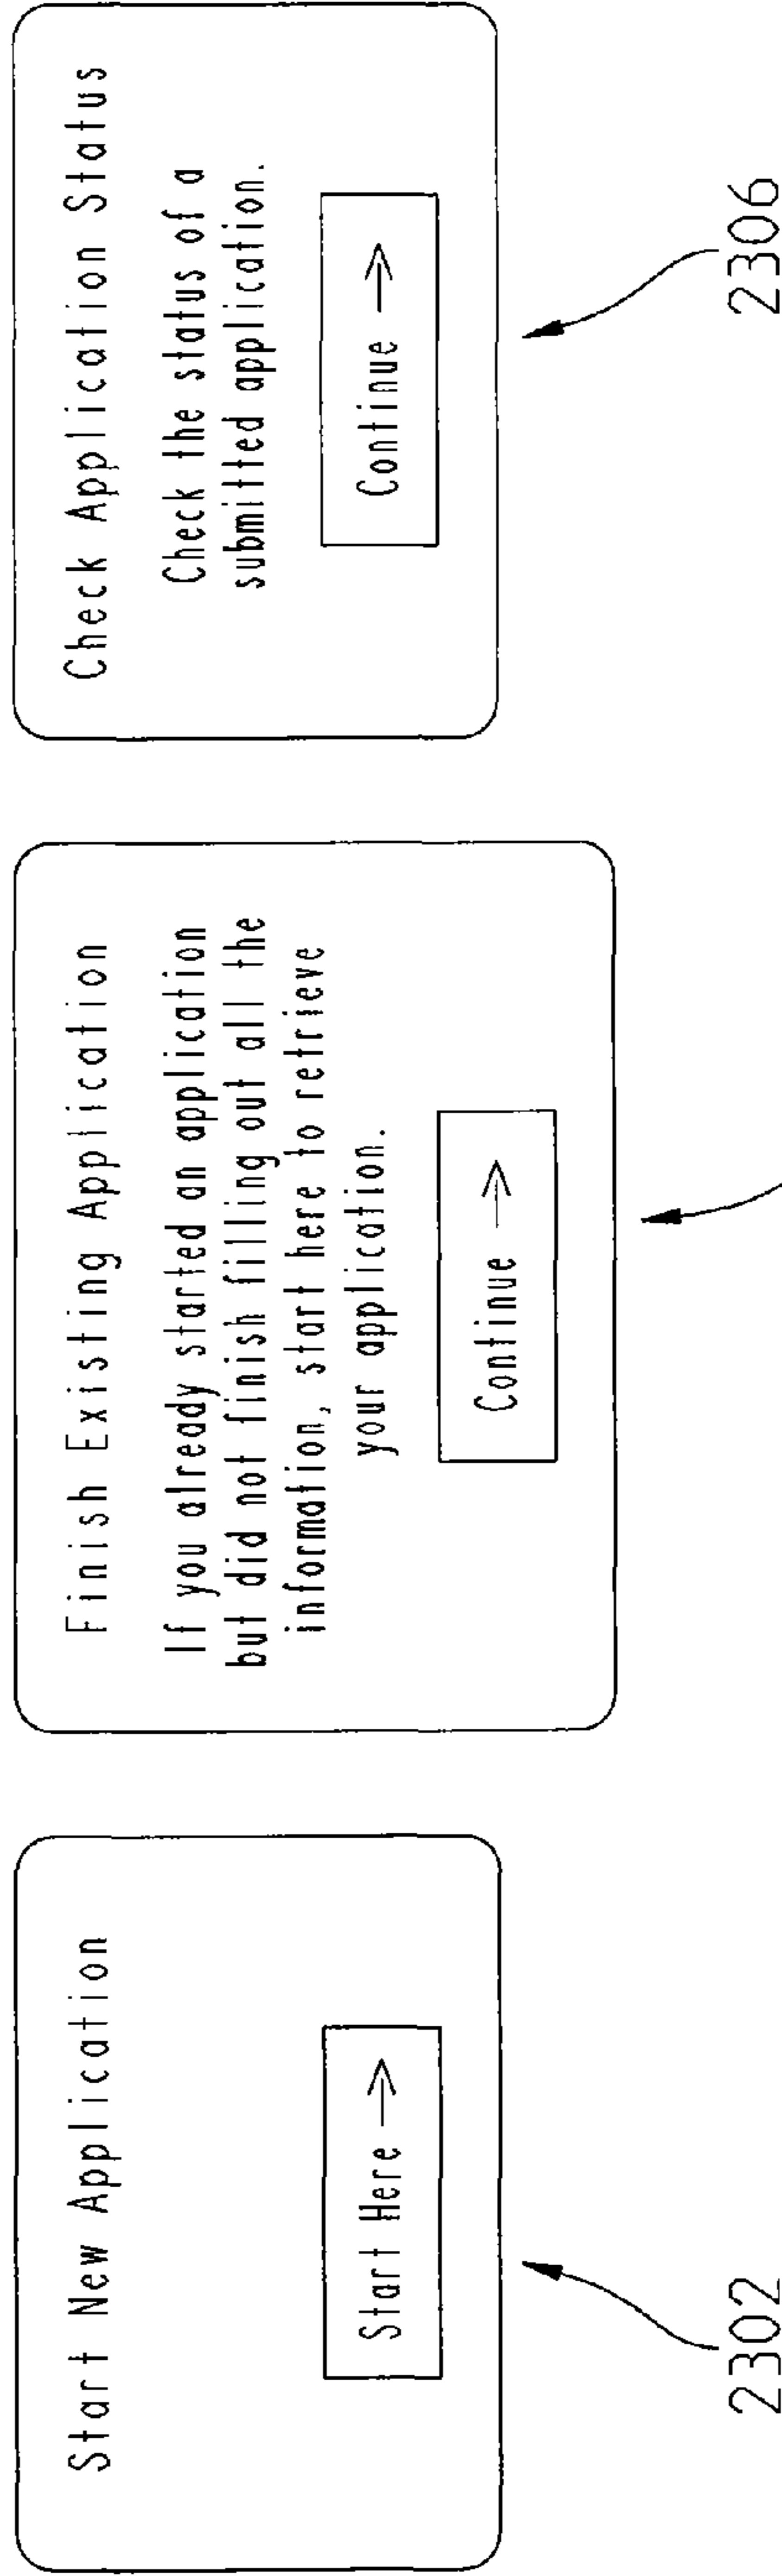 Start New Application
Start Here →
2302
Finish Existing Application
If you already started an application
but did not finish filling out all the
information, start here to retrieve
your application.
Continue →
Check Application Status
Check the status of a
submitted application.
Continue →
2306